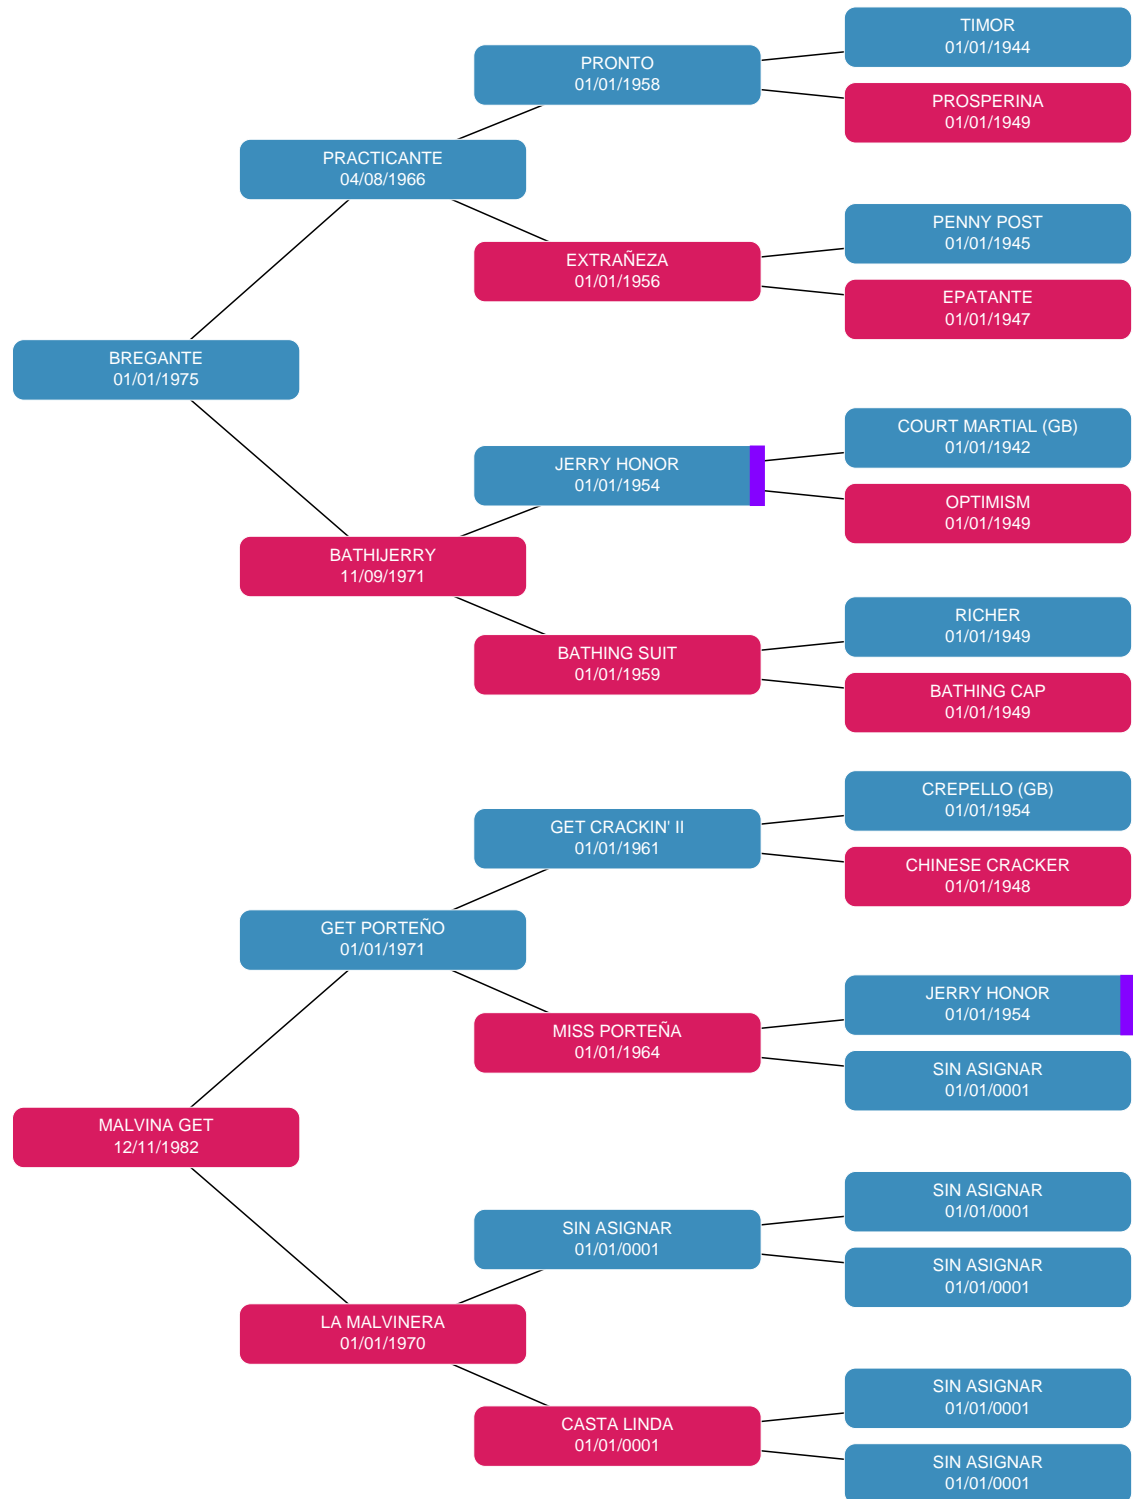 TIMOR
01/01/1944
PRONTO
01/01/1958
PROSPERINA
01/01/1949
PRACTICANTE
04/08/1966
PENNY POST
01/01/1945
EXTRAÑEZA
01/01/1956
EPATANTE
01/01/1947
BREGANTE
01/01/1975
COURT MARTIAL (GB)
01/01/1942
JERRY HONOR
01/01/1954
OPTIMISM
01/01/1949
BATHIJERRY
11/09/1971
RICHER
01/01/1949
BATHING SUIT
01/01/1959
BATHING CAP
01/01/1949
CREPELLO (GB)
01/01/1954
GET CRACKIN' II
01/01/1961
CHINESE CRACKER
01/01/1948
GET PORTEÑO
01/01/1971
JERRY HONOR
01/01/1954
MISS PORTEÑA
01/01/1964
SIN ASIGNAR
01/01/0001
MALVINA GET
12/11/1982
SIN ASIGNAR
01/01/0001
SIN ASIGNAR
01/01/0001
SIN ASIGNAR
01/01/0001
LA MALVINERA
01/01/1970
SIN ASIGNAR
01/01/0001
CASTA LINDA
01/01/0001
SIN ASIGNAR
01/01/0001